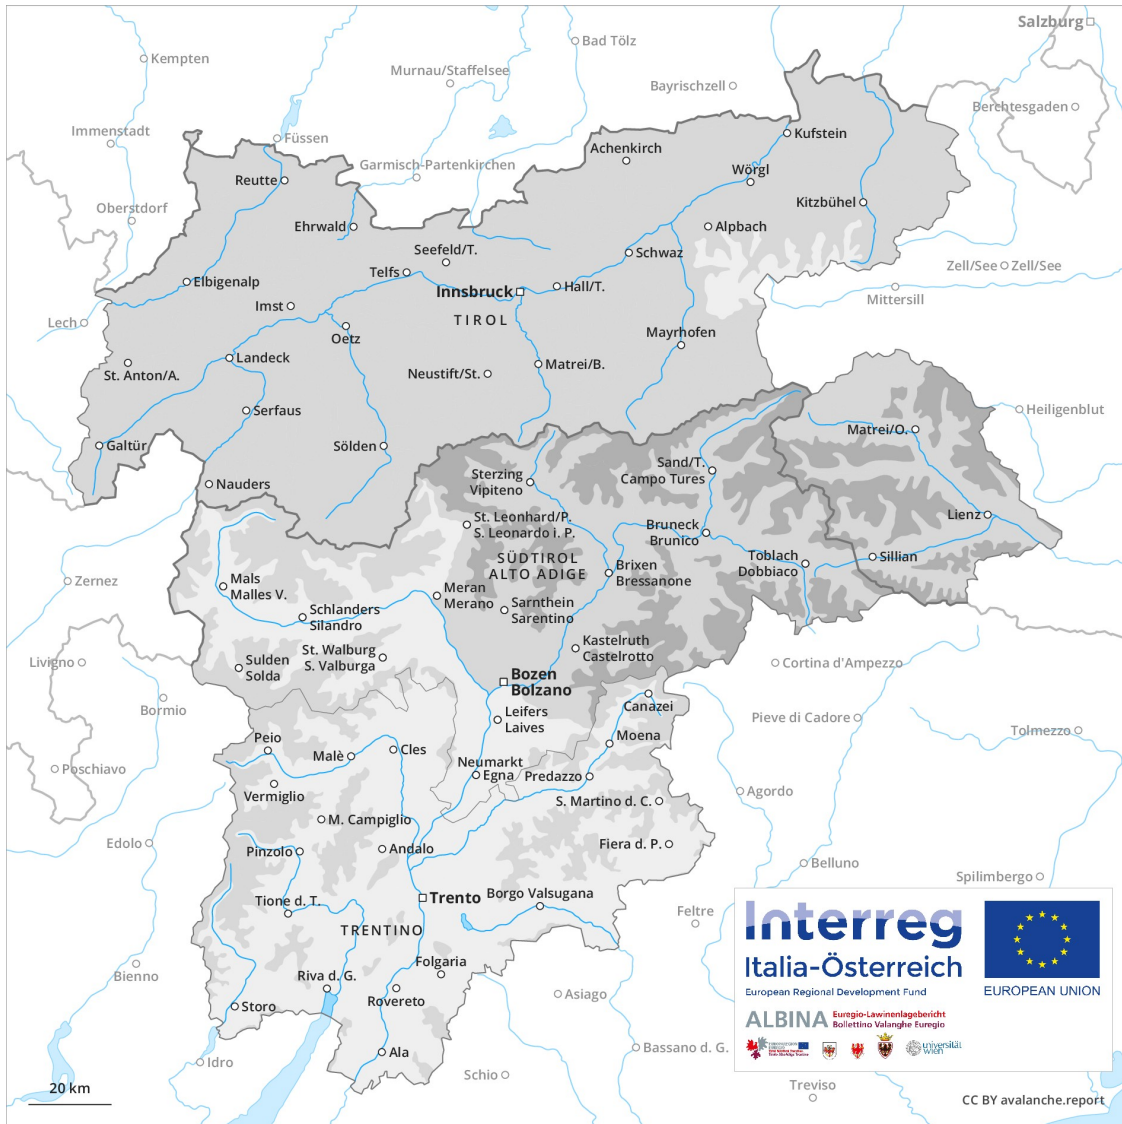 Salzburg
Bad Tölz
Kempten
Murnau/Staffelsee
Bayrischzell
Berchtesgaden
Immenstadt
Füssen
Kufstein
Achenkirch
Garmisch-Partenkirchen
Wörgl
Reutte
Oberstdorf
Kitzbühel
Ehrwald
Alpbach
Seefeld/T.
Schwaz
Telfs
Zell/See
Zell/See
Elbigenalp
Innsbruck
Hall/T.
Mittersill
Imst
TIROL
Lech
Oetz
Mayrhofen
Landeck
Matrei/B.
St. Anton/A.
Neustift/St.
Serfaus
Heiligenblut
Matrei/O.
Galtür
Sölden
Sterzing
Vipiteno
Sand/T.
Campo Tures
Nauders
St. Leonhard/P.
S. Leonardo i. P.
Lienz
Bruneck
Brunico
SÜDTIROL
ALTO ADIGE
Toblach
Dobbiaco
Sillian
Brixen
Bressanone
Zernez
Mals
Malles V.
Meran
Merano
Sarnthein
Sarentino
Schlanders
Silandro
Kastelruth
Castelrotto
St. Walburg
S. Valburga
Livigno
Sulden
Solda
Cortina d'Ampezzo
Bozen
Bolzano
Bormio
Canazei
Leifers
Laives
Pieve di Cadore
Tolmezzo
Peio
Moena
Malè
Cles
Neumarkt
Egna
Predazzo
Poschiavo
Vermiglio
Agordo
S. Martino d. C.
M. Campiglio
Edolo
Pinzolo
Andalo
Fiera d. P.
Belluno
Spilimbergo
Tione d. T.
Trento
Borgo Valsugana
Feltre
TRENTINO
Interreg
Italia-Österreich
European Regional Development Fund
EUROPEAN UNION
Bienno
Folgaria
Riva d. G.
Rovereto
Asiago
Storo
ALBINA
Euregio-Lawinenlagebericht
Bollettino Valanghe Euregio
universität
wien
Ala
Bassano d. G.
Idro
Schio
Treviso
20 km
CC BY avalanche.report